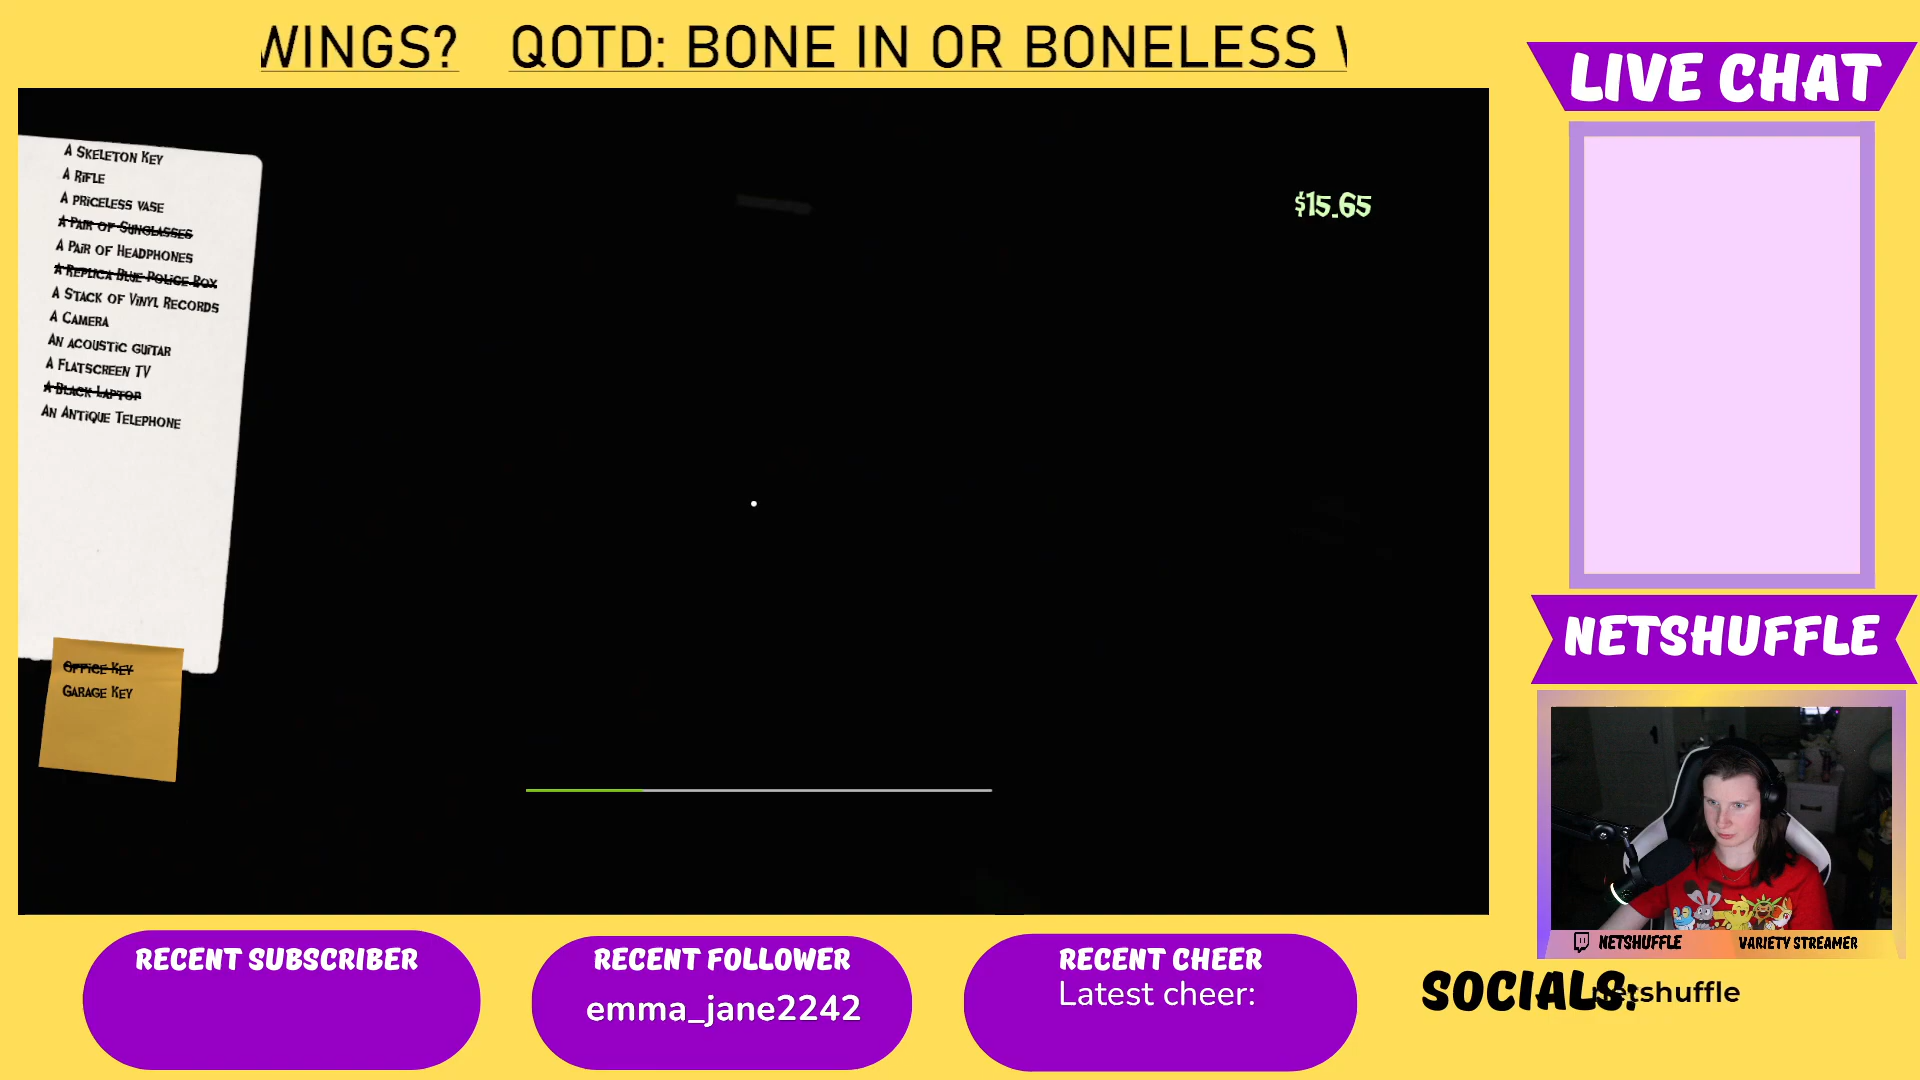 WINGS? QOTD: BONE IN OR BONELESS
LIVE CHAT
A Skeleton Key
A Rifle
A priceless vase
A Pair of Sunglasses
A Pair of Headphones
A Replica Blue Police Box
A Stack of Vinyl Records
A Camera
An acoustic guitar
A Flatscreen TV
A Black Laptop
An Antique Telephone
$15.65
Office Key
Garage Key
NETSHUFFLE
NETSHUFFLE
VARIETY STREAMER
RECENT SUBSCRIBER
RECENT FOLLOWER
emma_jane2242
RECENT CHEER
Latest cheer:
SOCIALS:
netshuffle